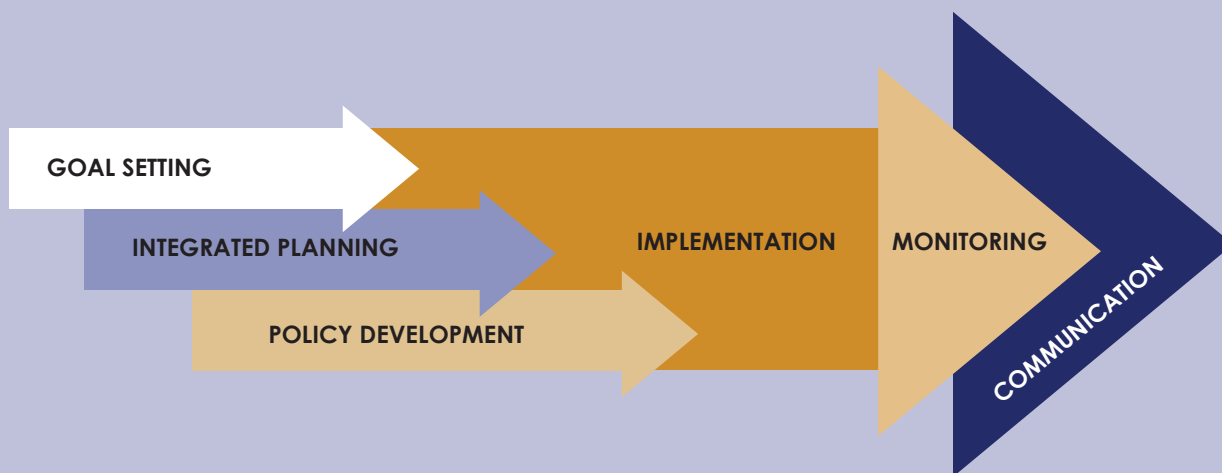 GOAL SETTING
INTEGRATED PLANNING
POLICY DEVELOPMENT
IMPLEMENTATION
MONITORING
COMMUNICATION